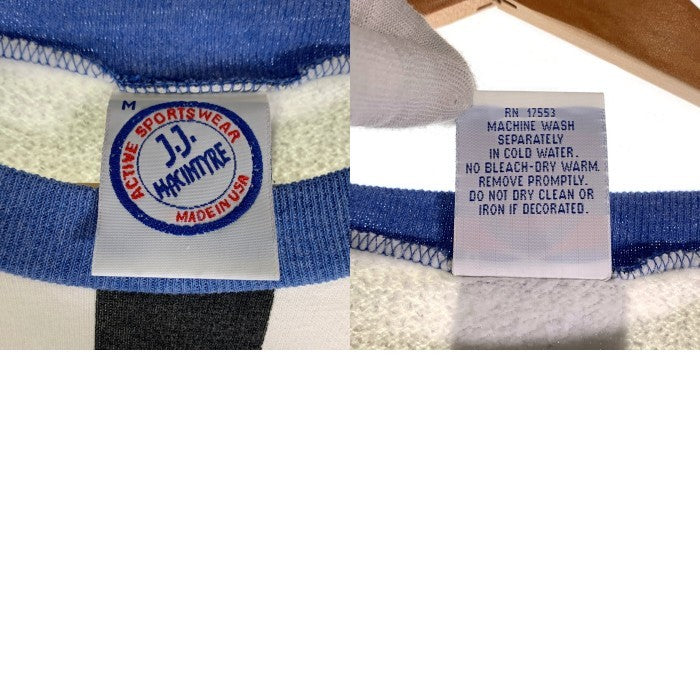 M
ACTIVE SPORTSWEAR
J.J.
MACINTYRE
MADE IN USA
RN 17553
MACHINE WASH
SEPARATELY
IN COLD WATER.
NO BLEACH-DRY WARM.
REMOVE PROMPTLY.
DO NOT DRY CLEAN OR
IRON IF DECORATED.